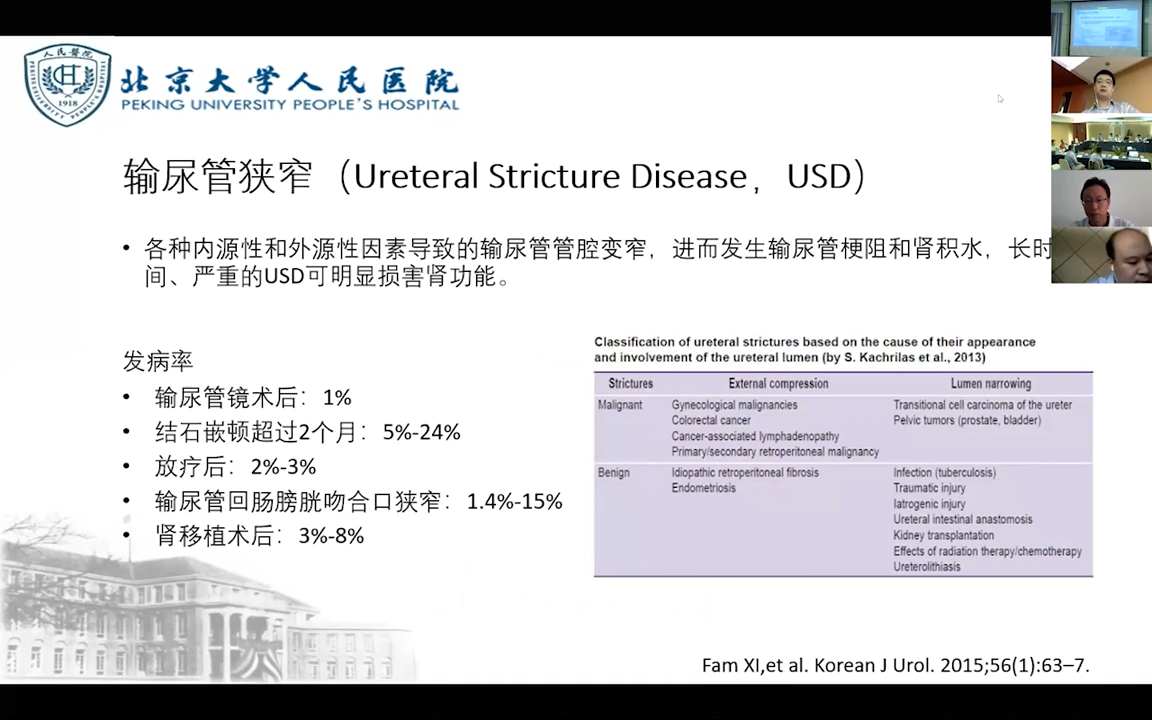 人民醫院
1918
PEKING UNIVERSITY PEOPLE'S HOSPITAL
北京大学人民医院
PEKING UNIVERSITY PEOPLE'S HOSPITAL
输尿管狭窄（Ureteral Stricture Disease，USD）
• 各种内源性和外源性因素导致的输尿管管腔变窄，进而发生输尿管梗阻和肾积水，长时
间、严重的USD可明显损害肾功能。
发病率
• 输尿管镜术后：1%
• 结石嵌顿超过2个月：5%-24%
• 放疗后：2%-3%
• 输尿管回肠膀胱吻合口狭窄：1.4%-15%
• 肾移植术后：3%-8%
Classification of ureteral strictures based on the cause of their appearance
and involvement of the ureteral lumen (by S. Kachrilas et al., 2013)
Strictures External compression Lumen narrowing
Malignant Gynecological malignancies Transitional cell carcinoma of the ureter
Colorectal cancer Pelvic tumors (prostate, bladder)
Cancer-associated lymphadenopathy
Primary/secondary retroperitoneal malignancy
Benign Idiopathic retroperitoneal fibrosis Infection (tuberculosis)
Endometriosis Traumatic injury
Iatrogenic injury
Ureteral intestinal anastomosis
Kidney transplantation
Effects of radiation therapy/chemotherapy
Ureterolithiasis
Fam XI,et al. Korean J Urol. 2015;56(1):63–7.